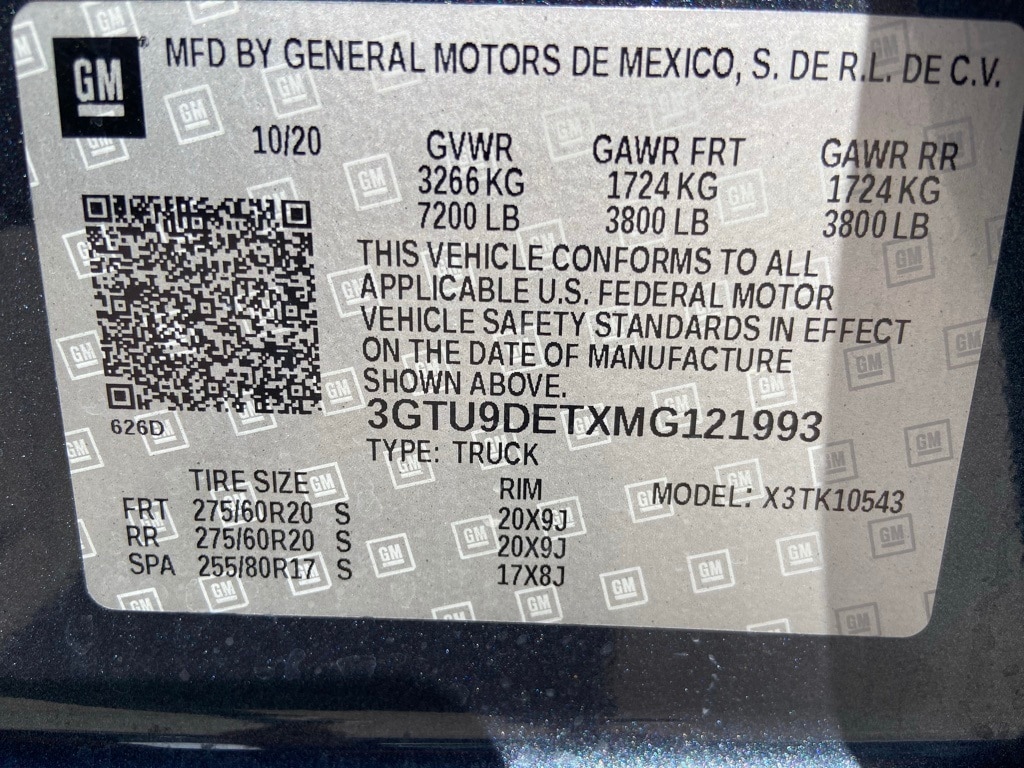 GM
MFD BY GENERAL MOTORS DE MEXICO, S. DE R.L. DE C.V.
10/20 GVWR GAWR FRT GAWR RR
3266 KG 1724 KG 1724 KG
7200 LB 3800 LB 3800 LB
THIS VEHICLE CONFORMS TO ALL
APPLICABLE U.S. FEDERAL MOTOR
VEHICLE SAFETY STANDARDS IN EFFECT
ON THE DATE OF MANUFACTURE
SHOWN ABOVE.
626D 3GTU9DETXMG121993
TYPE: TRUCK
TIRE SIZE RIM MODEL: X3TK10543
FRT 275/60R20 S 20X9J
RR 275/60R20 S 20X9J
SPA 255/80R17 S 17X8J